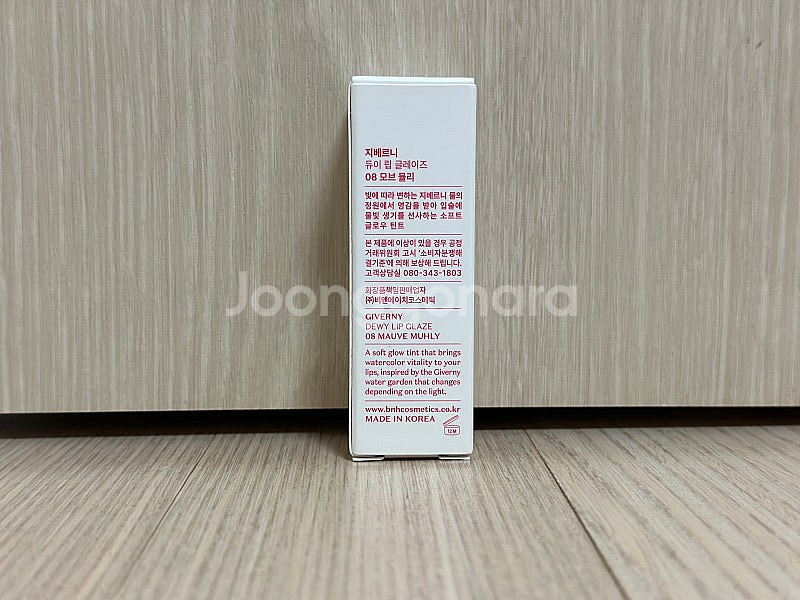 지베르니
듀이 립 글레이즈
08 모브 뮬리
빛에 따라 변하는 지베르니 물의
정원에서 영감을 받아 입술에
물빛 생기를 선사하는 소프트
글로우 틴트
본 제품에 이상이 있을 경우 공정
거래위원회 고시 '소비자분쟁해
결기준'에 의해 보상해 드립니다.
고객상담실 080-343-1803
화장품책임판매업자
㈜비엔에이치코스메틱
Joonggonara
GIVERNY
DEWY LIP GLAZE
08 MAUVE MUHLY
A soft glow tint that brings
watercolor vitality to your
lips, inspired by the Giverny
water garden that changes
depending on the light.
www.bnhcosmetics.co.kr
MADE IN KOREA
12M